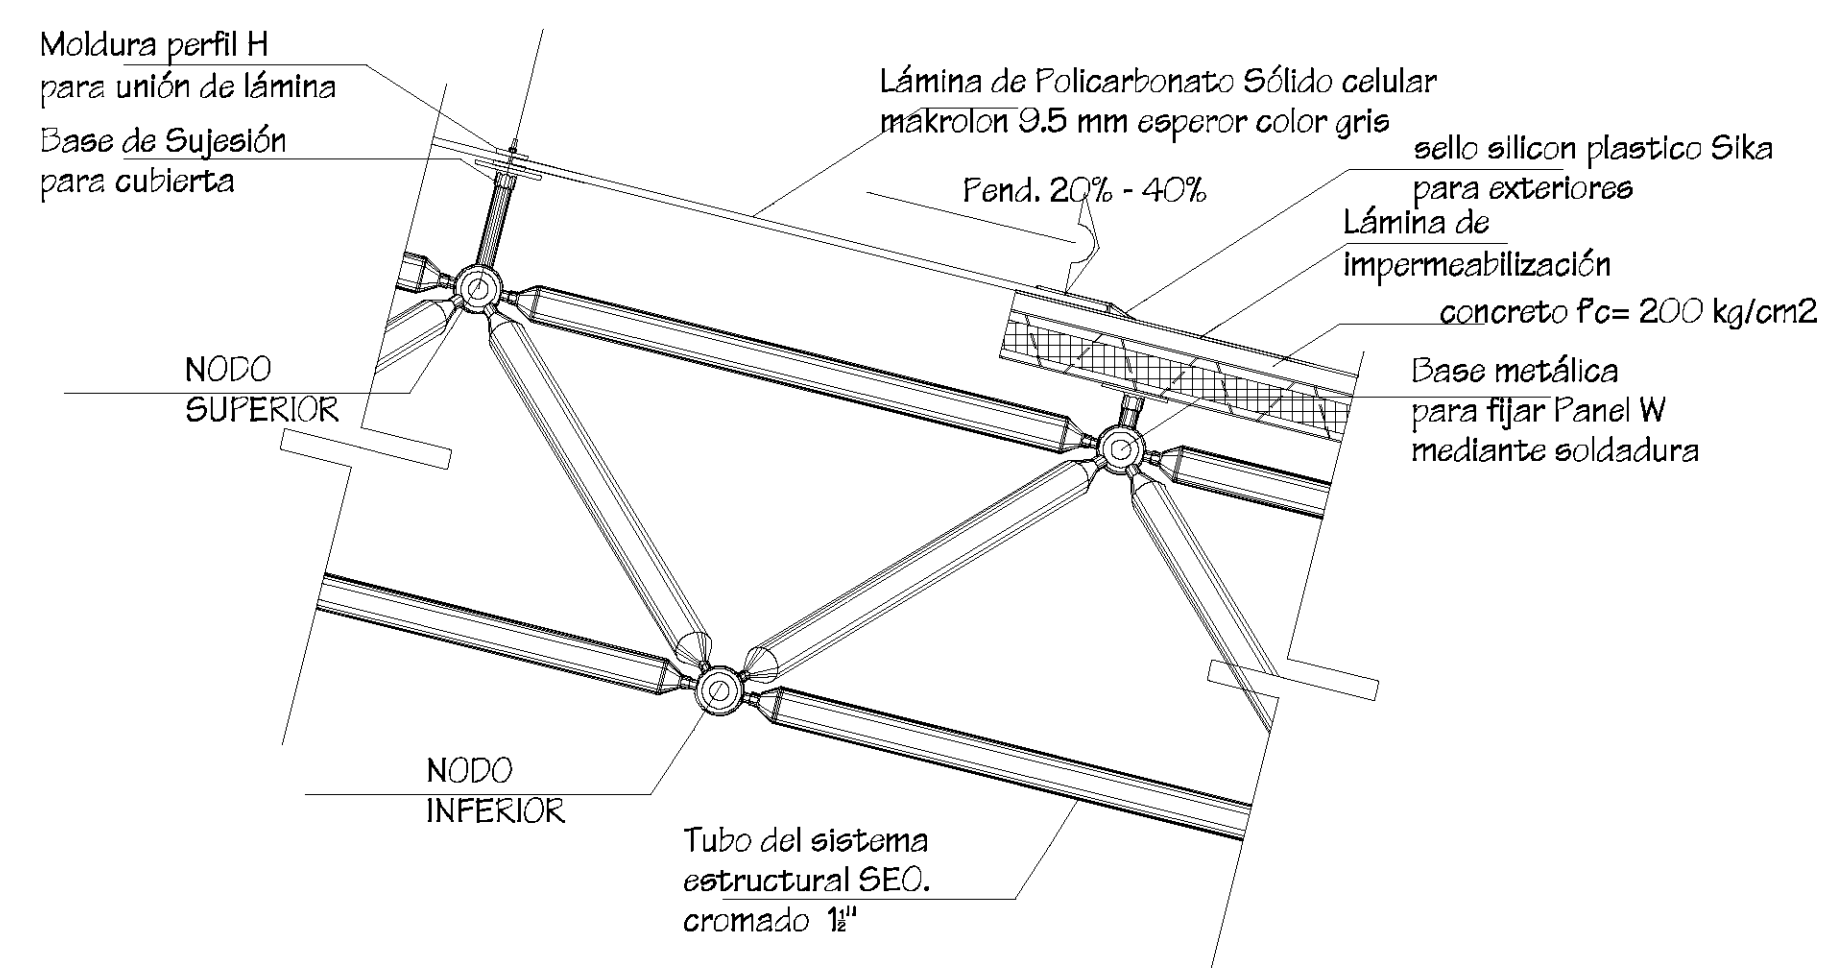 Moldura perfil H
para unión de lámina
Base de Sujesión
para cubierta
Lámina de Policarbonato Sólido celular
makrolon 9.5 mm esperor color gris
Pend. 20% - 40%
sello silicon plastico Sika
para exteriores
Lámina de
impermeabilización
concreto f'c= 200 kg/cm2
Base metálica
para fijar Panel W
mediante soldadura
NODO
SUPERIOR
NODO
INFERIOR
Tubo del sistema
estructural SEO.
cromado 1½"